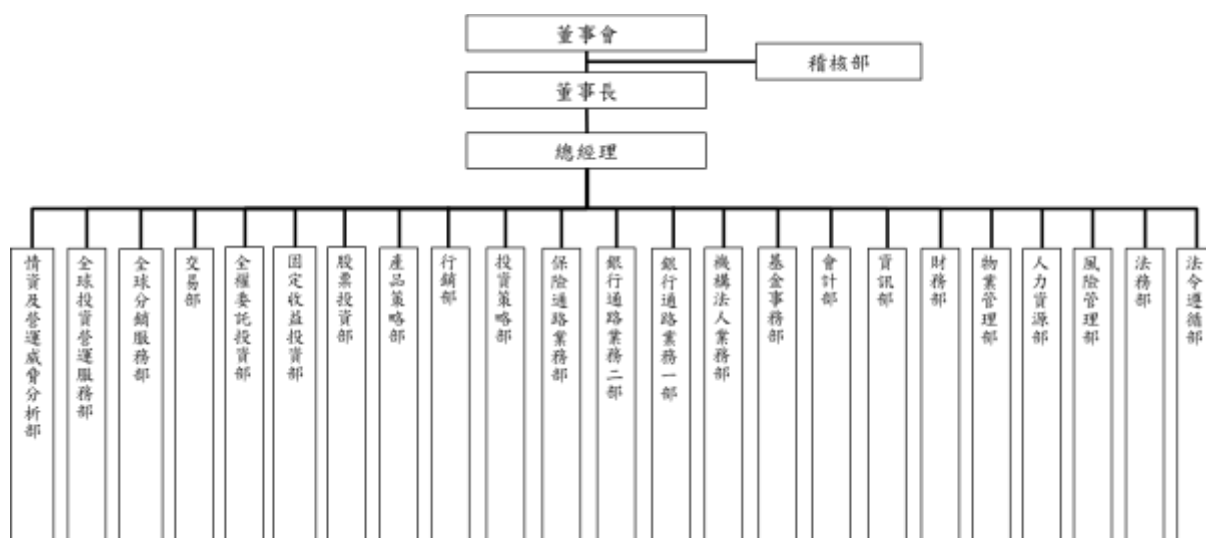 董事會
稽核部
董事長
總經理
情資及營運威脅分析部
全球投資營運服務部
全球分銷服務部
交易部
全權委託投資部
固定收益投資部
股票投資部
產品策略部
行銷部
投資策略部
保險通路業務部
銀行通路業務二部
銀行通路業務一部
機構法人業務部
基金事務部
會計部
資訊部
財務部
物業管理部
人力資源部
風險管理部
法務部
法令遵循部